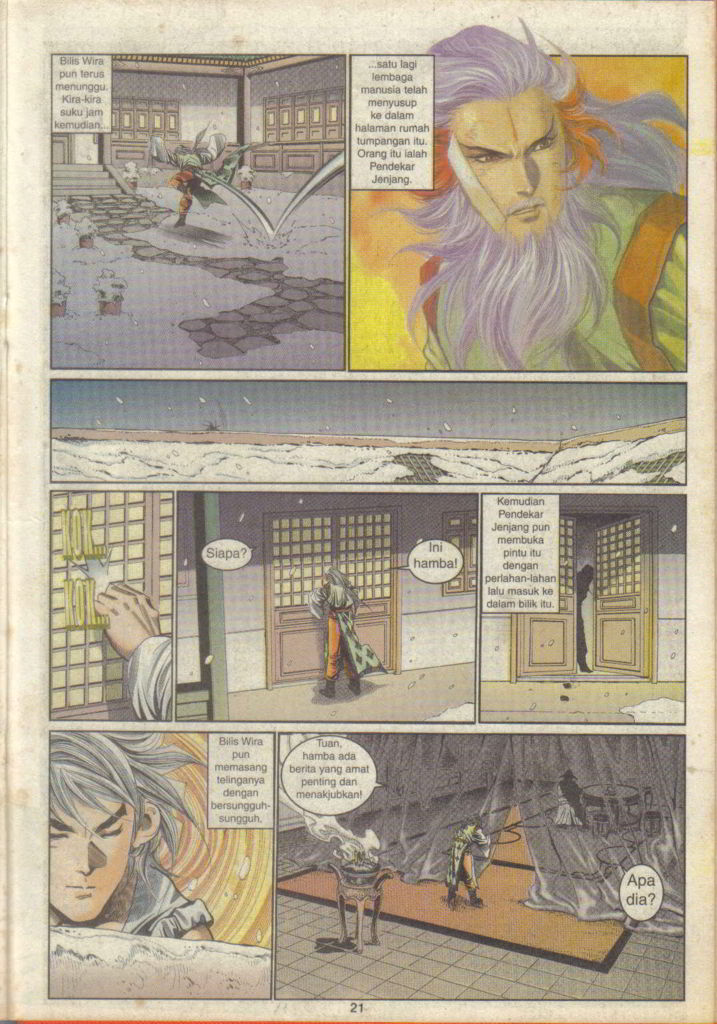 Bilis Wira
pun terus
menunggu.
Kira-kira
suku jam
kemudian...
...satu lagi
lembaga
manusia telah
menyusup
ke dalam
halaman rumah
tumpangan itu.
Orang itu ialah
Pendekar
Jenjang.
TOK...
TOK...
Siapa?
Ini
hamba!
Kemudian
Pendekar
Jenjang pun
membuka
pintu itu
dengan
perlahan-lahan
lalu masuk ke
dalam bilik itu.
Bilis Wira
pun
memasang
telinganya
dengan
bersungguh-
sungguh.
Tuan,
hamba ada
berita yang amat
penting dan
menakjubkan!
Apa
dia?
21